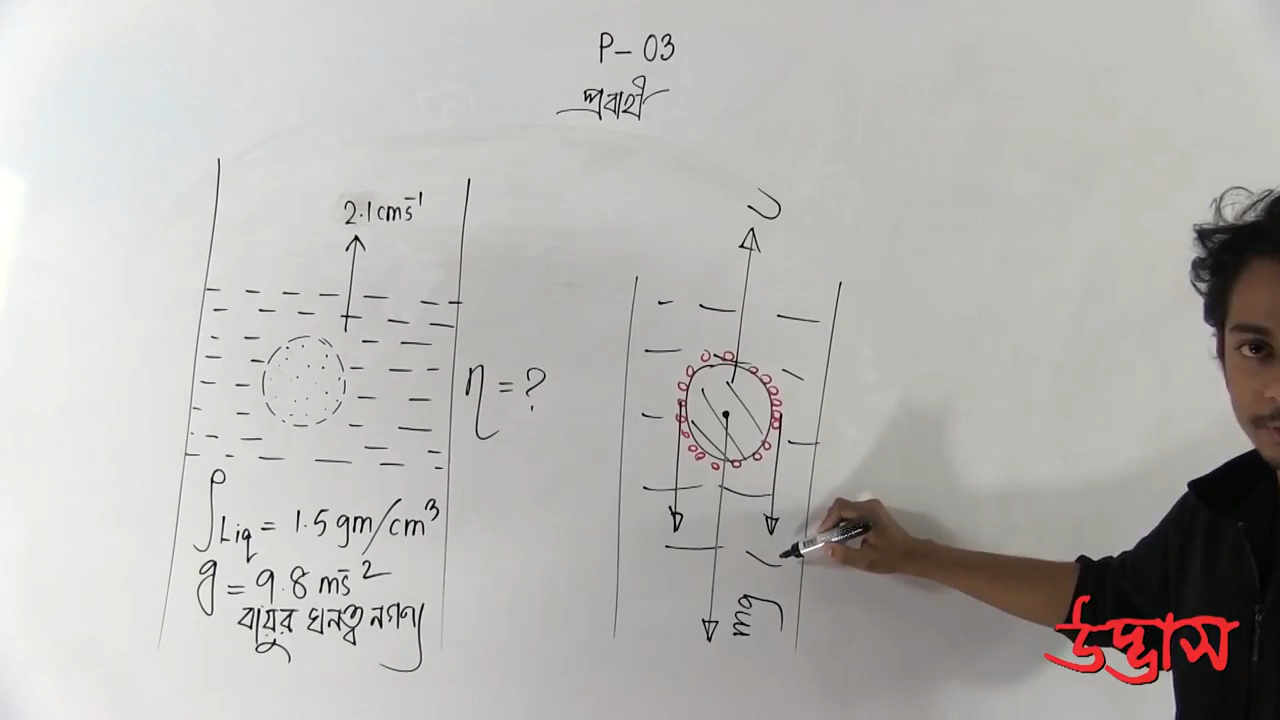 P-03
প্রবাহী
2.1 cms⁻¹
η = ?
ρLiq = 1.5 gm/cm³
g = 9.8 ms⁻²
বায়ুর ঘনত্ব নগণ্য
U
mg
উদ্ভাস